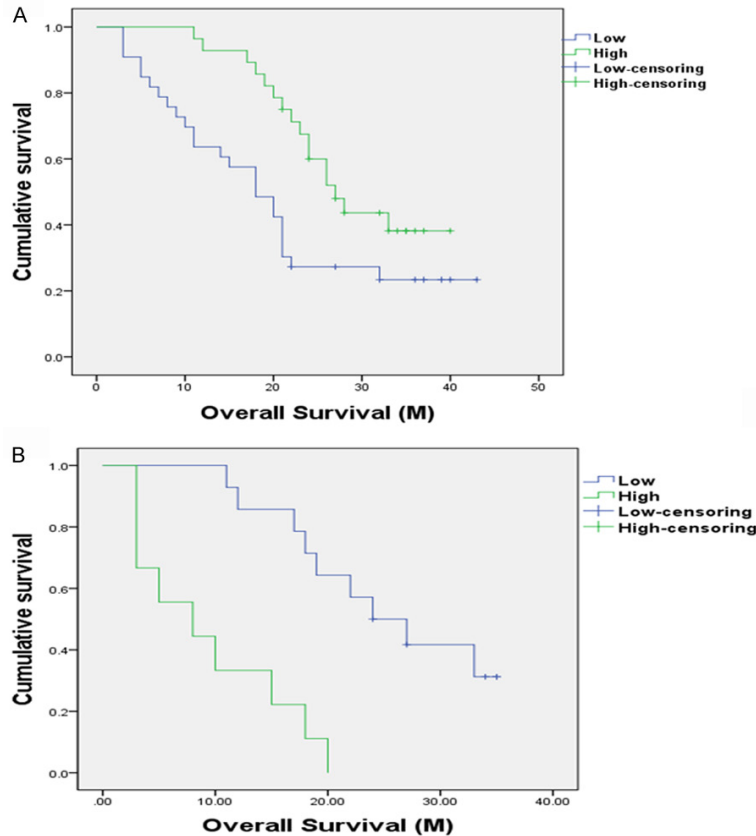 A
Cumulative survival
1.0
0.8
0.6
0.4
0.2
0.0
0
10
20
30
40
50
Overall Survival (M)
Low
High
Low-censoring
High-censoring
B
Cumulative survival
1.0
0.8
0.6
0.4
0.2
0.0
.00
10.00
20.00
30.00
40.00
Overall Survival (M)
Low
High
Low-censoring
High-censoring